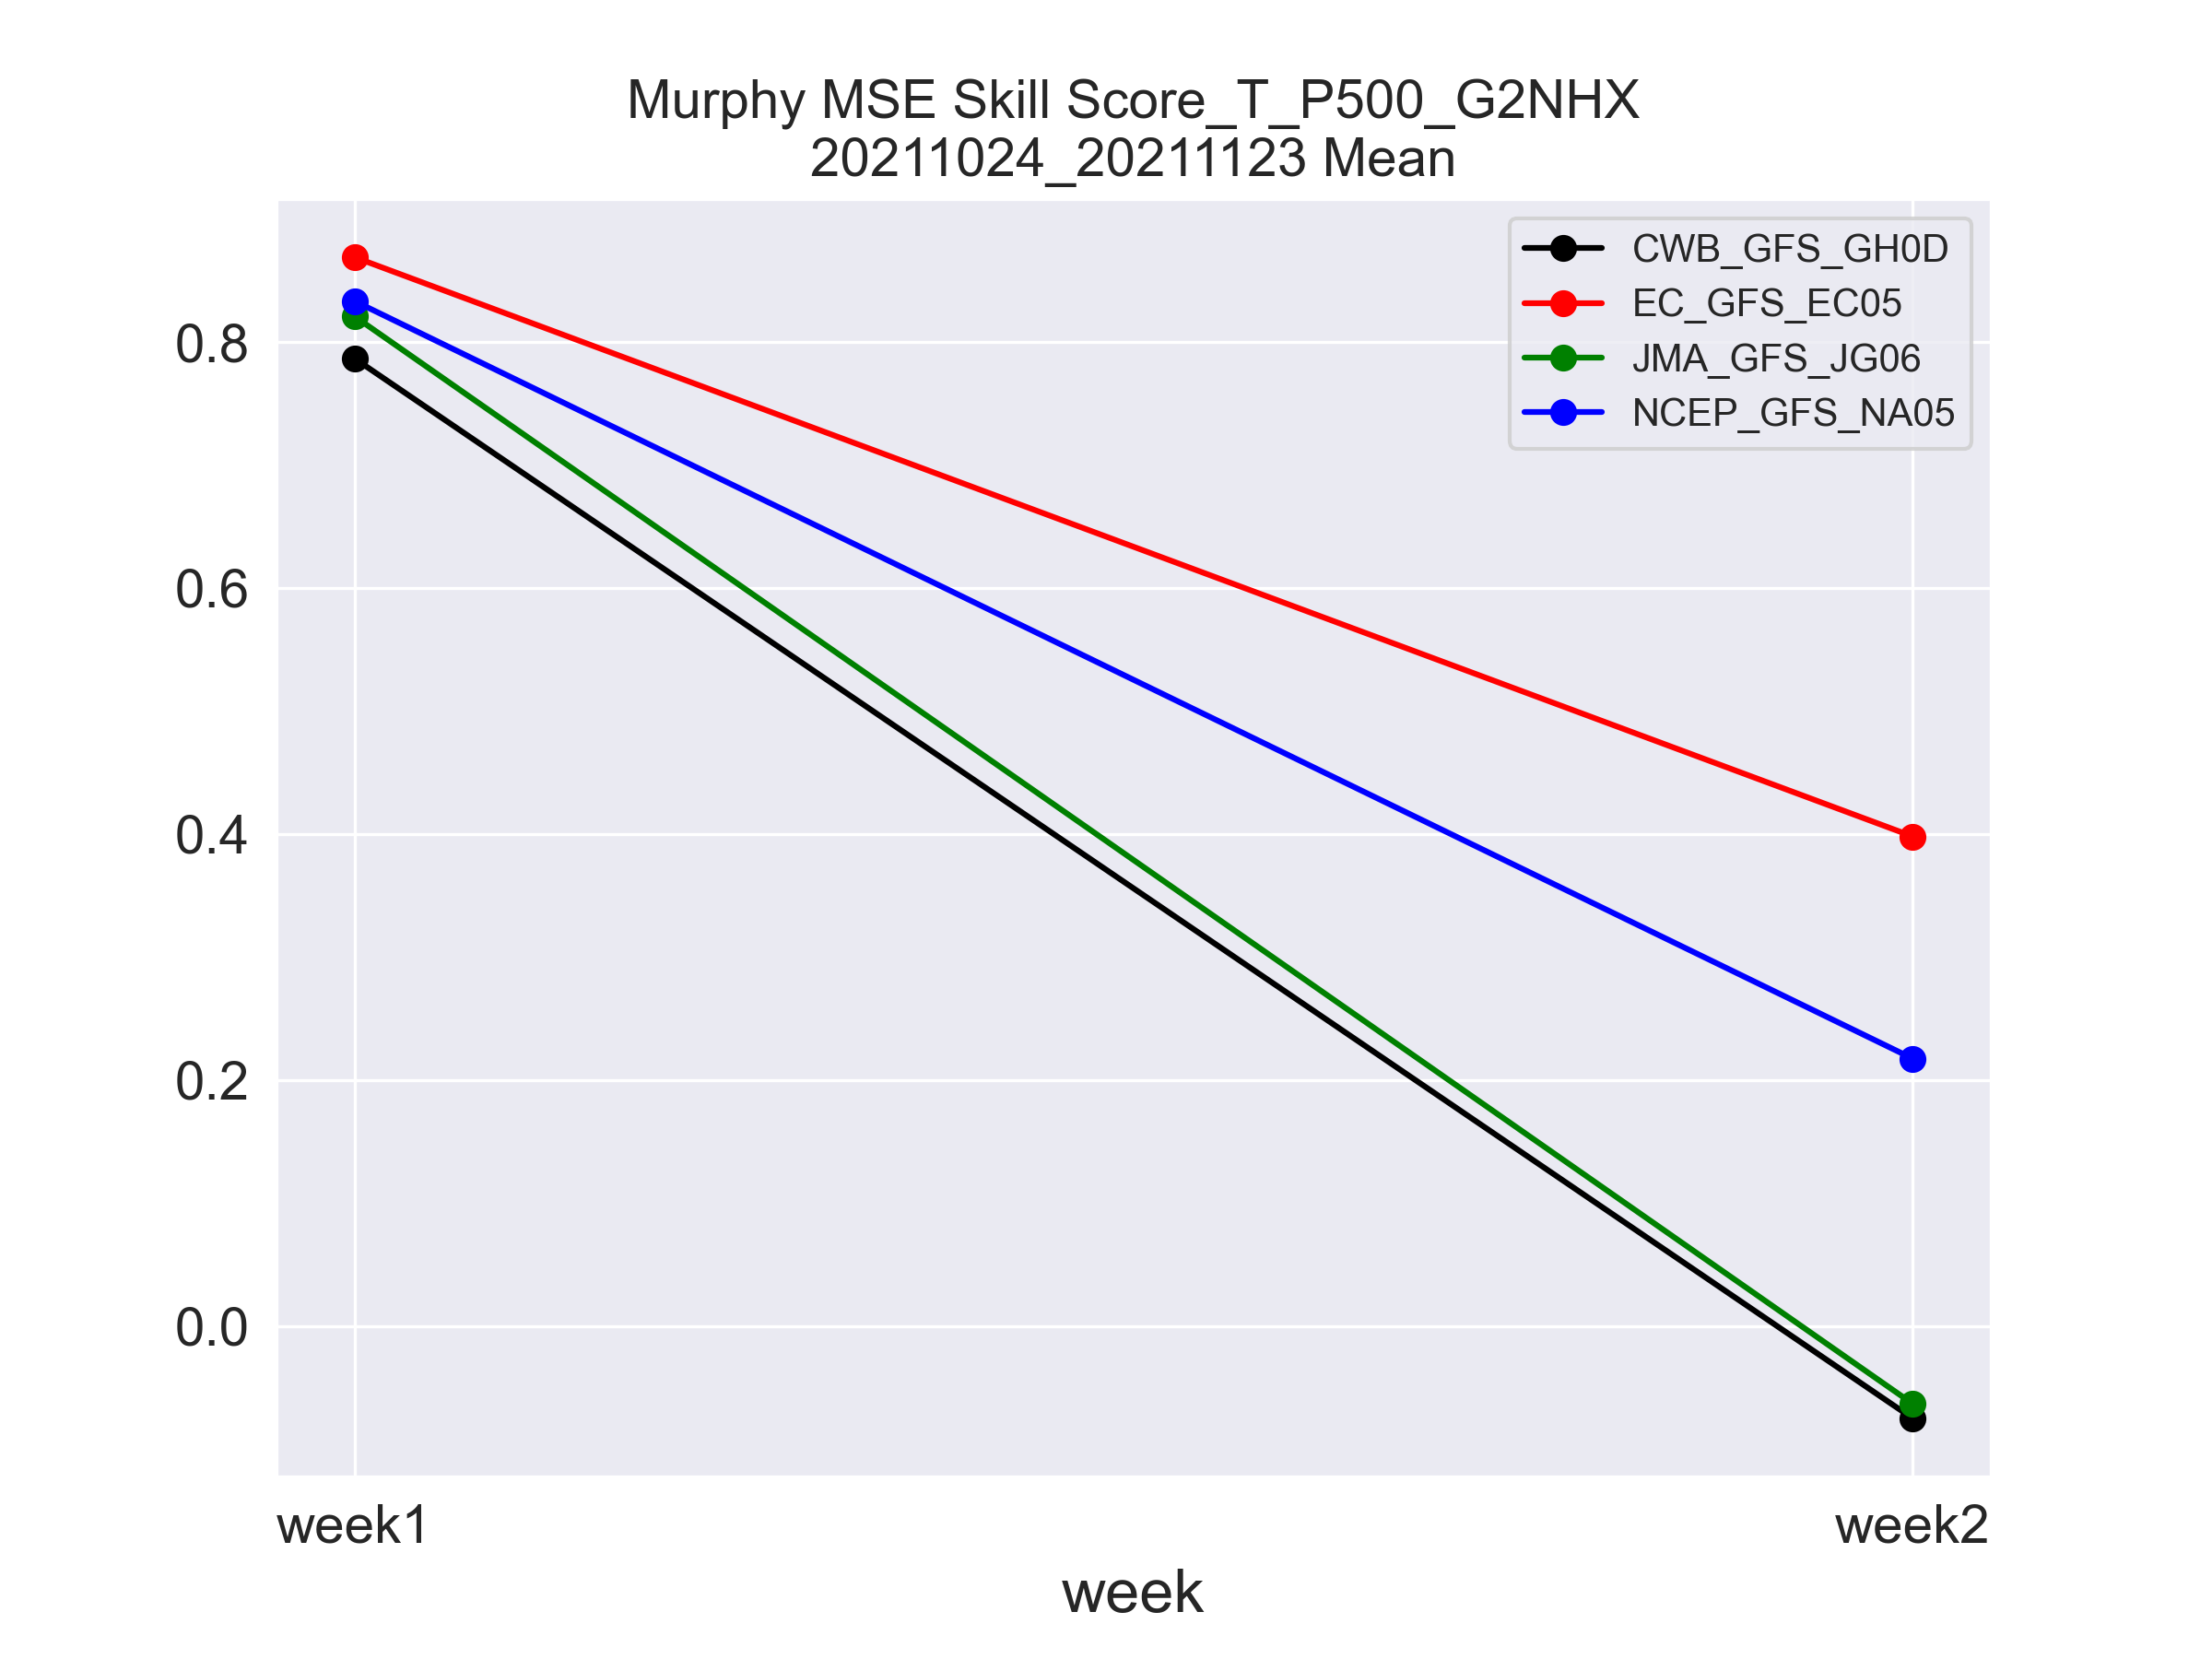 Murphy MSE Skill Score_T_P500_G2NHX
20211024_20211123 Mean
CWB_GFS_GH0D
EC_GFS_EC05
JMA_GFS_JG06
NCEP_GFS_NA05
0.8
0.6
0.4
0.2
0.0
week1
week2
week